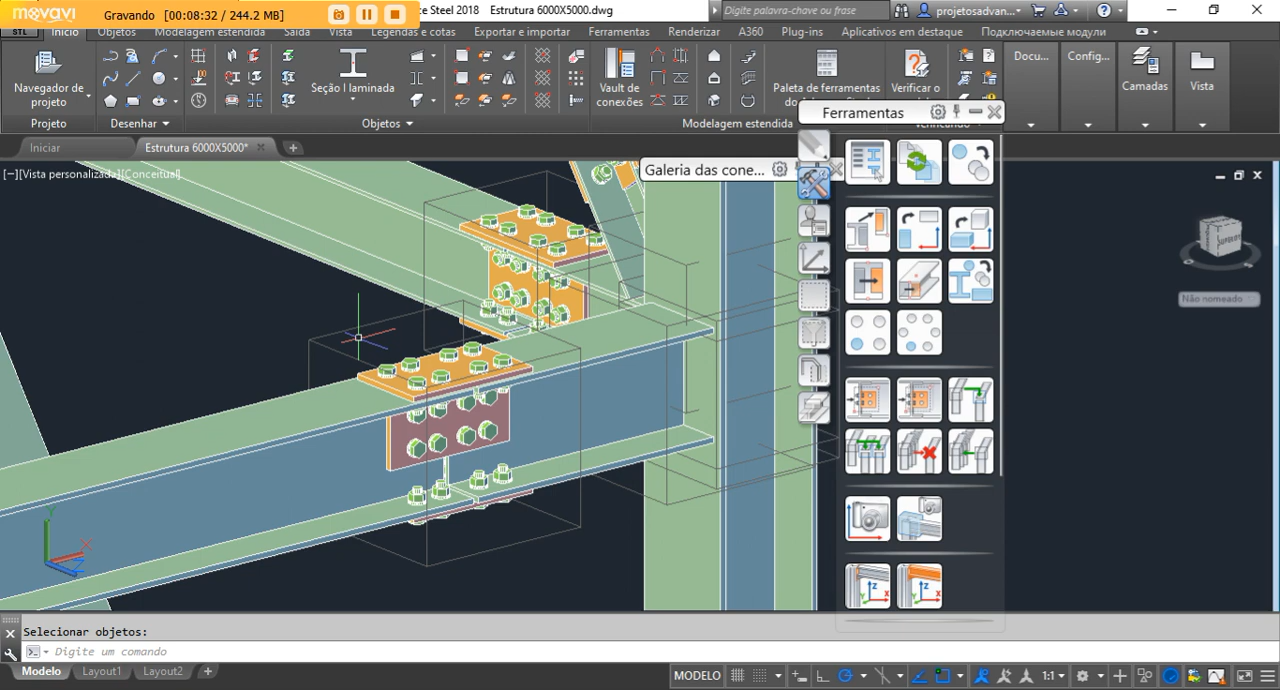 movavi
Gravando [00:08:32 / 244.2 MB]
ce Steel 2018 Estrutura 6000X5000.dwg
Digite palavra-chave ou frase
projetosadvan...
STL
Início
Objetos
Modelagem estendida
Saída
Vista
Legendas e cotas
Exportar e importar
Ferramentas
Renderizar
A360
Plug-ins
Aplicativos em destaque
Подключаемые модули
Navegador de
projeto
Seção I laminada
Vault de
conexões
Paleta de ferramentas
Verificar o
Docu...
Config...
Camadas
Vista
Projeto
Desenhar
Objetos
Modelagem estendida
Ferramentas
Iniciar
Estrutura 6000X5000*
[−][Vista personalizada][Conceitual]
Galeria das cone...
Não nomeado
Y
X
Z
Selecionar objetos:
Digite um comando
Modelo
Layout1
Layout2
MODELO
1:1